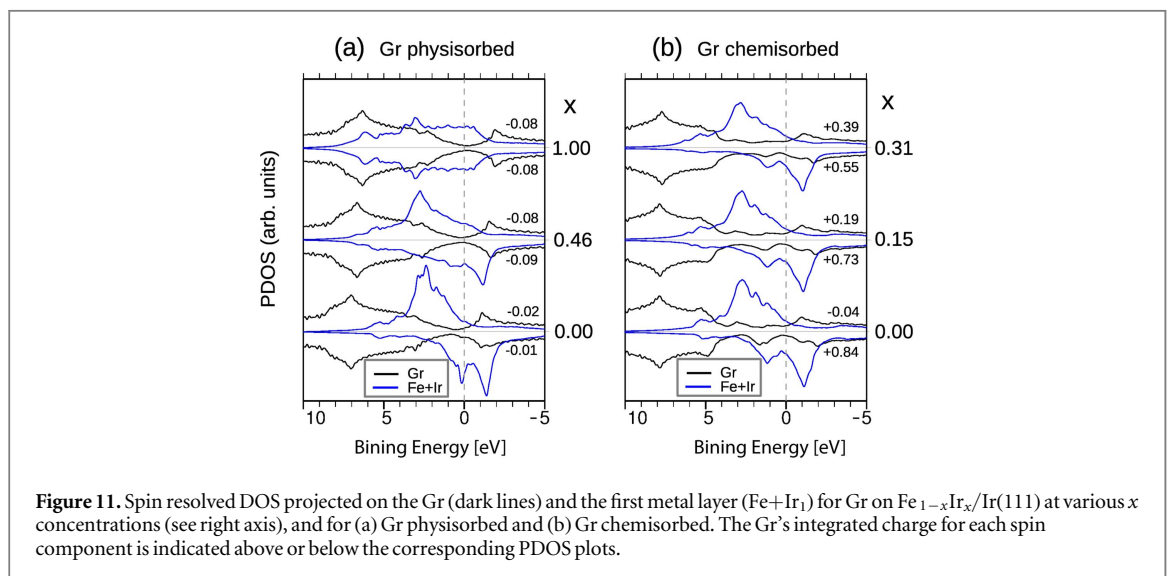 (a) Gr physisorbed
(b) Gr chemisorbed
PDOS (arb. units)
x
-0.08
1.00
-0.08
-0.08
0.46
-0.09
-0.02
0.00
-0.01
Gr
Fe+Ir
10 5 0 -5
Bining Energy [eV]
x
+0.39
0.31
+0.55
+0.19
0.15
+0.73
-0.04
0.00
+0.84
Gr
Fe+Ir
10 5 0 -5
Bining Energy [eV]
Figure 11. Spin resolved DOS projected on the Gr (dark lines) and the first metal layer (Fe+Ir₁) for Gr on Fe ₁₋ₓIrₓ/Ir(111) at various x
concentrations (see right axis), and for (a) Gr physisorbed and (b) Gr chemisorbed. The Gr's integrated charge for each spin
component is indicated above or below the corresponding PDOS plots.